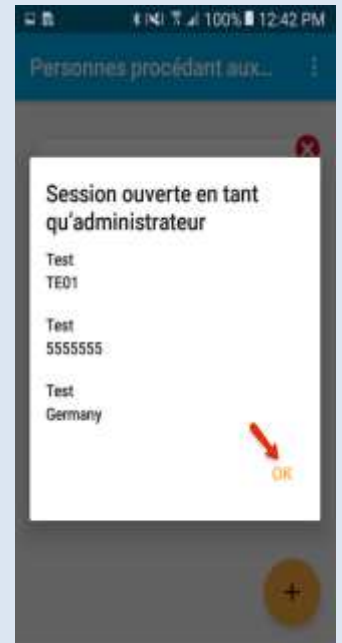 100% 12:42 PM
Personnes procédant aux...
Session ouverte en tant
qu'administrateur
Test
TE01
Test
5555555
Test
Germany
OK
+